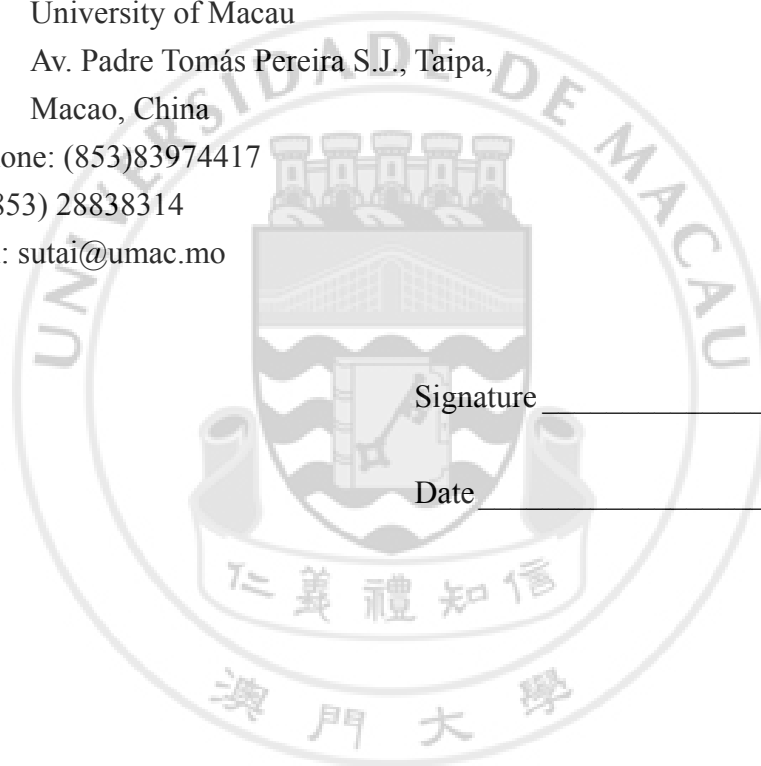 University of Macau
Av. Padre Tomás Pereira S.J., Taipa,
Macao, China
one: (853)83974417
853) 28838314
: sutai@umac.mo
Signature
Date
UNIVERSIDADE DE MACAU
仁義禮知信
澳門大學